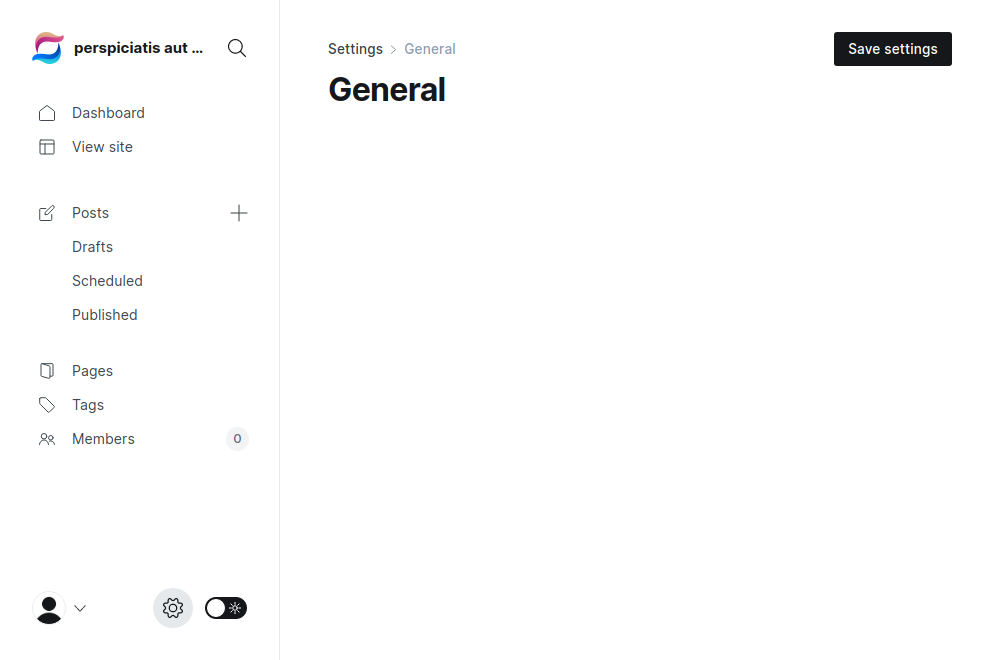 perspiciatis aut ...
Dashboard
View site
Posts
Drafts
Scheduled
Published
Pages
Tags
Members
0
Settings
General
Save settings
General